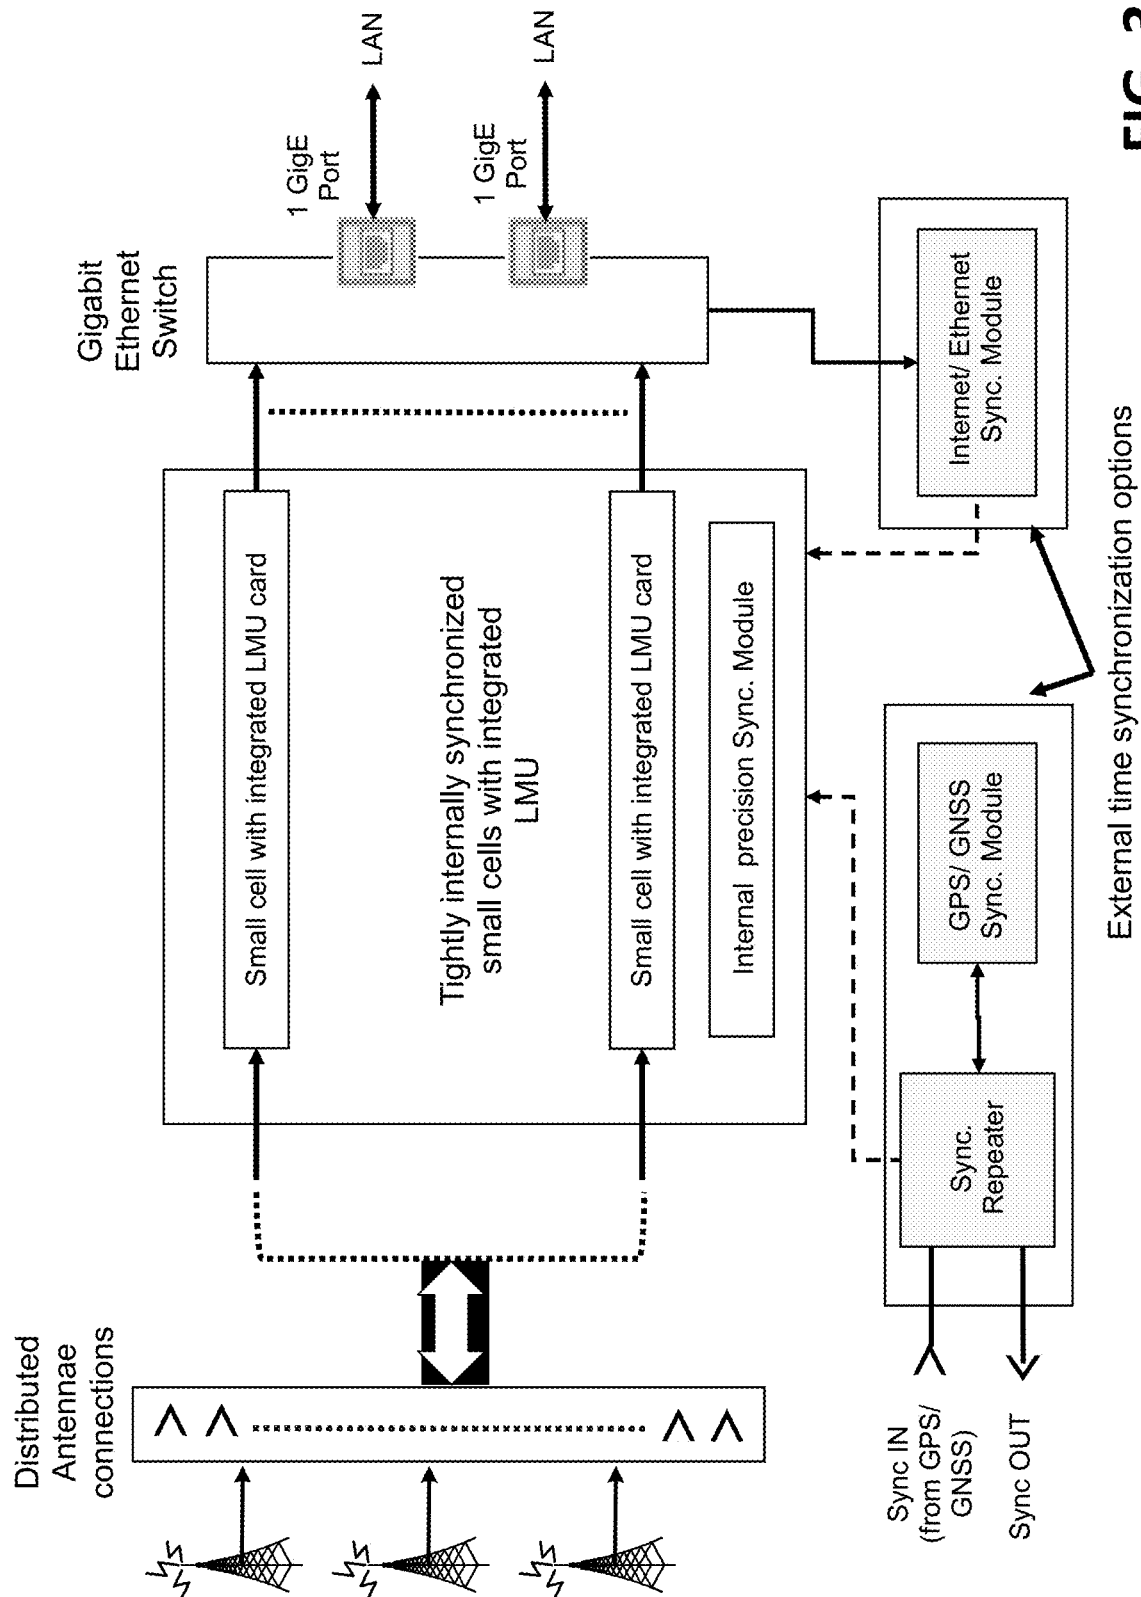 Distributed
Antennae
connections
Small cell with integrated LMU card
Tightly internally synchronized
small cells with integrated
LMU
Small cell with integrated LMU card
Internal precision Sync. Module
Gigabit
Ethernet
Switch
1 GigE
Port
LAN
1 GigE
Port
LAN
Sync IN
(from GPS/
GNSS)
Sync OUT
Sync.
Repeater
GPS/ GNSS
Sync. Module
Internet/ Ethernet
Sync. Module
External time synchronization options